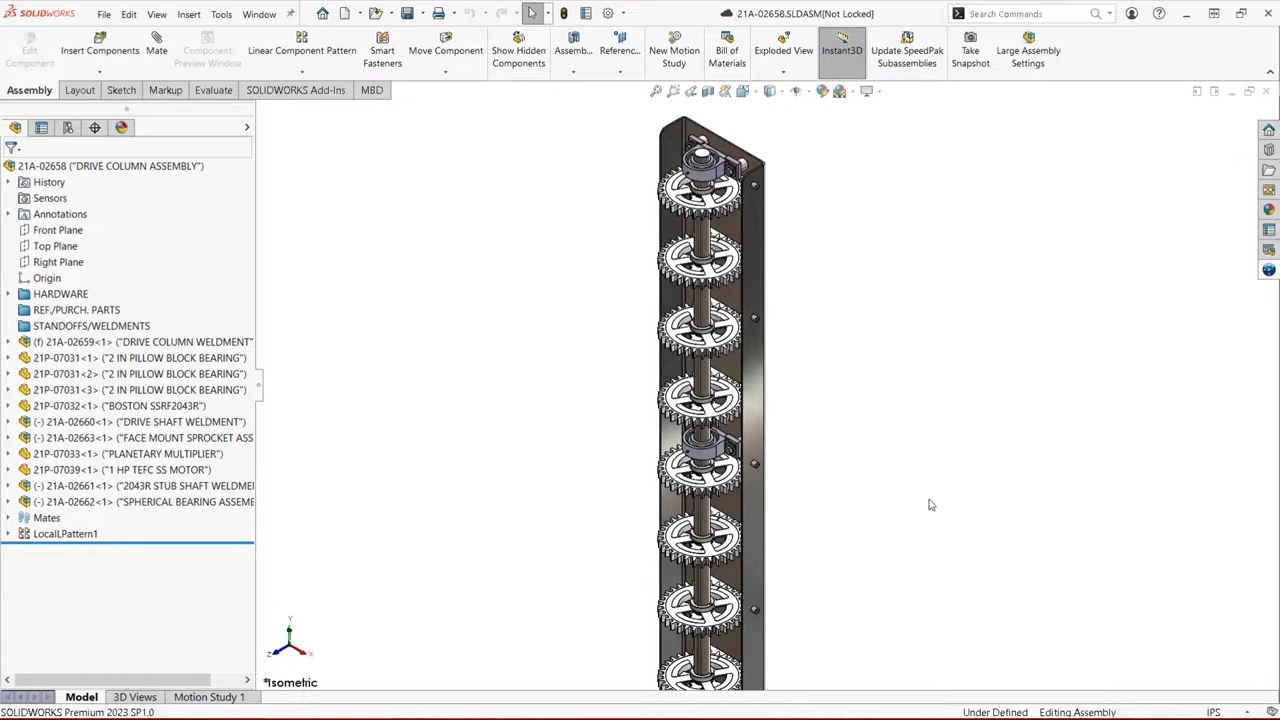 SOLIDWORKS File Edit View Insert Tools Window 21A-02658.SLDASM[Not Locked] Search Commands
Edit Component
Insert Components
Mate
Component Preview Window
Linear Component Pattern
Smart Fasteners
Move Component
Show Hidden Components
Assemb...
Referenc...
New Motion Study
Bill of Materials
Exploded View
Instant3D
Update SpeedPak Subassemblies
Take Snapshot
Large Assembly Settings
Assembly Layout Sketch Markup Evaluate SOLIDWORKS Add-Ins MBD
21A-02658 ("DRIVE COLUMN ASSEMBLY")
History
Sensors
Annotations
Front Plane
Top Plane
Right Plane
Origin
HARDWARE
REF./PURCH. PARTS
STANDOFFS/WELDMENTS
(f) 21A-02659<1> ("DRIVE COLUMN WELDMENT"
21P-07031<1> ("2 IN PILLOW BLOCK BEARING")
21P-07031<2> ("2 IN PILLOW BLOCK BEARING")
21P-07031<3> ("2 IN PILLOW BLOCK BEARING")
21P-07032<1> ("BOSTON SSRF2043R")
(-) 21A-02660<1> ("DRIVE SHAFT WELDMENT")
(-) 21A-02663<1> ("FACE MOUNT SPROCKET ASS
21P-07033<1> ("PLANETARY MULTIPLIER")
21P-07039<1> ("1 HP TEFC SS MOTOR")
(-) 21A-02661<1> ("2043R STUB SHAFT WELDME
(-) 21A-02662<1> ("SPHERICAL BEARING ASSEME
Mates
LocalLPattern1
Y
Z X
*Isometric
Model 3D Views Motion Study 1
SOLIDWORKS Premium 2023 SP1.0 Under Defined Editing Assembly IPS